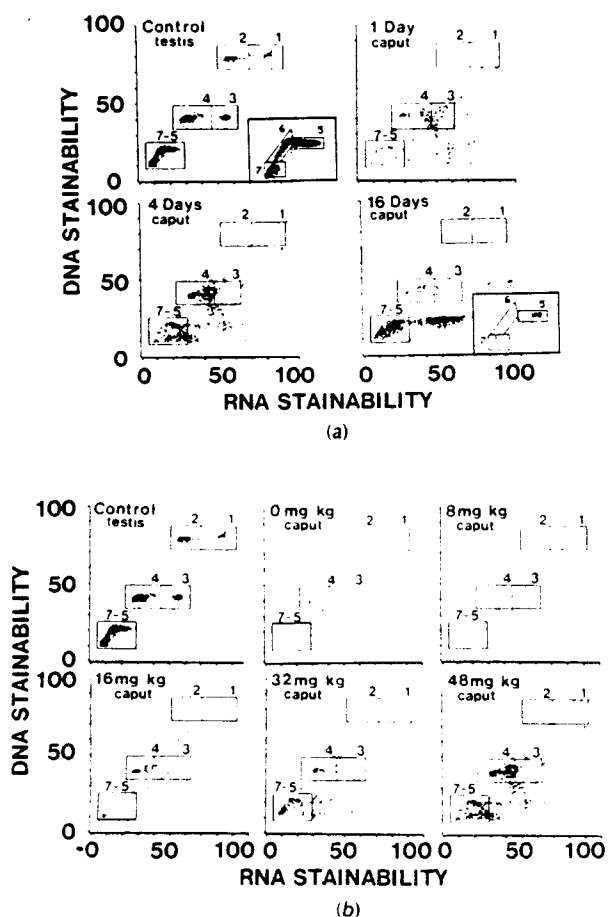 100
50
0
DNA STAINABILITY
Control
testis
2 1
4 3
7-5
6
5
7
1 Day
caput
2 1
4 3
7-5
100
50
0
4 Days
caput
2 1
4 3
7-5
16 Days
caput
2 1
4 3
7-5
6
5
0 50 100
0 50 100
RNA STAINABILITY
(a)
100
50
0
DNA STAINABILITY
Control
testis
2 1
4 3
7-5
0mg kg
caput
2 1
4 3
7-5
8mg kg
caput
2 1
4 3
7-5
100
50
0
16mg kg
caput
2 1
4 3
7-5
32mg kg
caput
2 1
4 3
7-5
48mg kg
caput
2 1
4 3
7-5
-0 50 100
0 50 100
0 50 100
RNA STAINABILITY
(b)